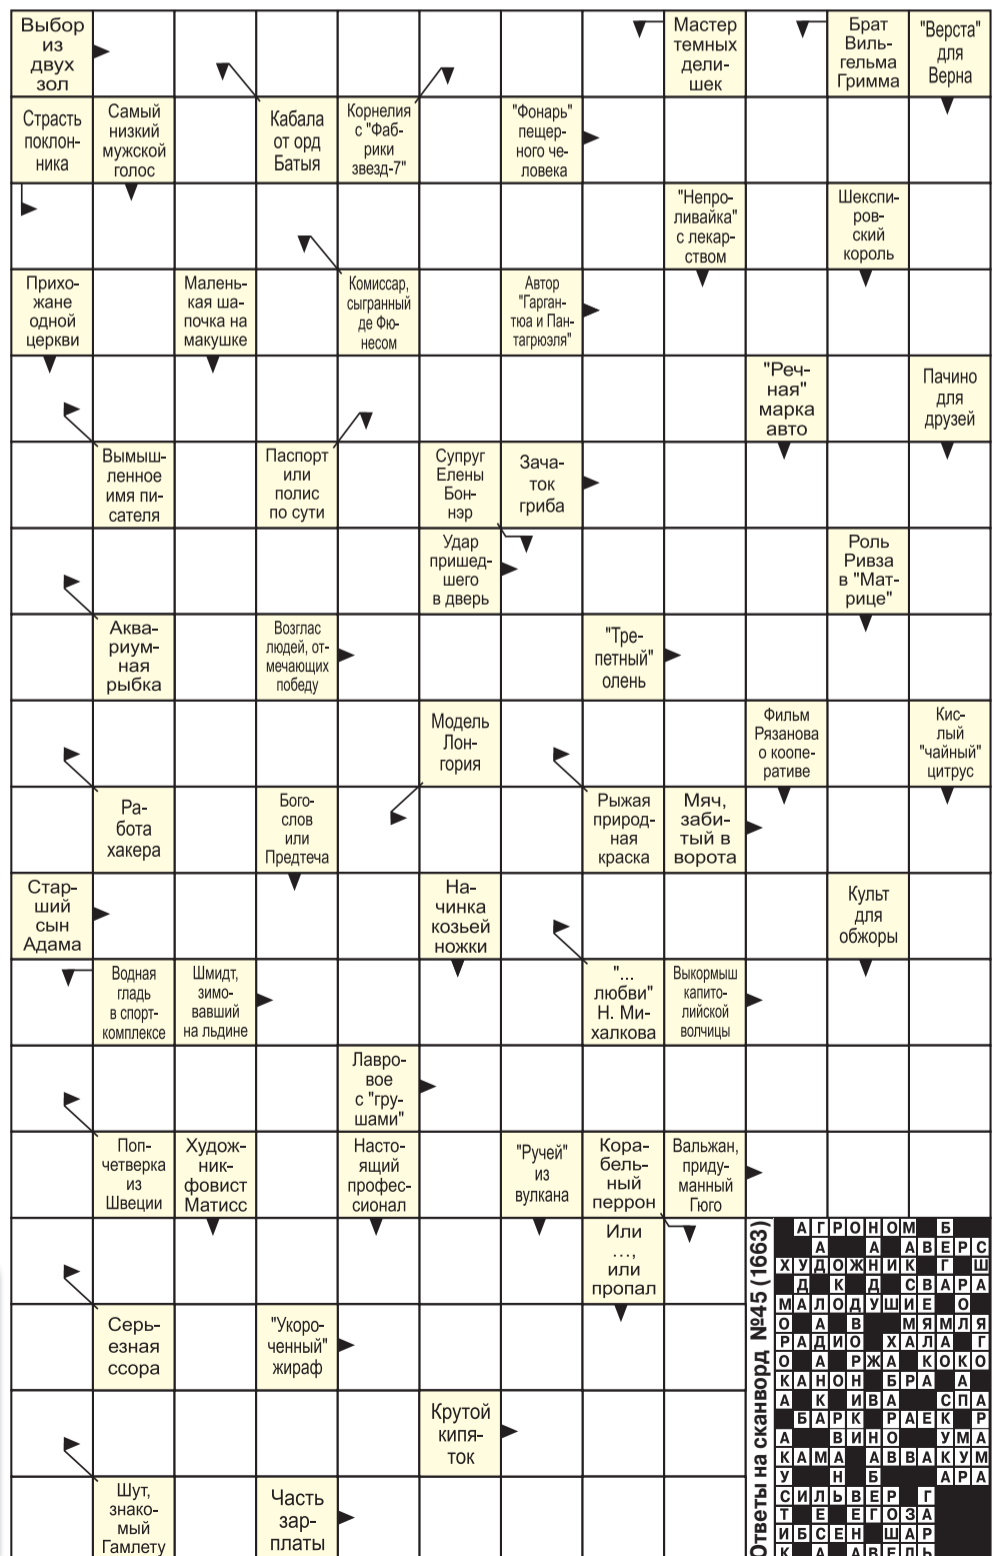 Выбор
из
двух
зол
Мастер
темных
дели-
шек
Брат
Виль-
гельма
Гримма
"Верста"
для
Верна
Страсть
поклон-
ника
Самый
низкий
мужской
голос
Кабала
от орд
Батыя
Корнелия
с "Фаб-
рики
звезд-7"
"Фонарь"
пещер-
ного че-
ловека
"Непро-
ливайка"
с лекар-
ством
Шекспи-
ров-
ский
король
Прихо-
жане
одной
церкви
Малень-
кая ша-
почка на
макушке
Комиссар,
сыгранный
де Фю-
несом
Автор
"Гарган-
тюа и Пан-
тагрюэля"
"Реч-
ная"
марка
авто
Пачино
для
друзей
Вымыш-
ленное
имя пи-
сателя
Паспорт
или
полис
по сути
Супруг
Елены
Бон-
нэр
Зача-
ток
гриба
Удар
пришед-
шего
в дверь
Роль
Ривза
в "Мат-
рице"
Аква-
риум-
ная
рыбка
Возглас
людей, от-
мечающих
победу
"Тре-
петный"
олень
Модель
Лон-
гория
Фильм
Рязанова
о коопе-
ративе
Кис-
лый
"чайный"
цитрус
Ра-
бота
хакера
Бого-
слов
или
Предтеча
Рыжая
природ-
ная
краска
Мяч,
заби-
тый в
ворота
Стар-
ший
сын
Адама
На-
чинка
козьей
ножки
Культ
для
обжоры
Водная
гладь
в спорт-
комплексе
Шмидт,
зимо-
вавший
на льдине
"...
любви"
Н. Ми-
халкова
Выкормыш
капито-
лийской
волчицы
Лавро-
вое
с "гру-
шами"
Поп-
четверка
из
Швеции
Худож-
ник-
фовист
Матисс
Насто-
ящий
профес-
сионал
"Ручей"
из
вулкана
Кора-
бель-
ный
перрон
Вальжан,
приду-
манный
Гюго
Или
...,
или
пропал
Серь-
езная
ссора
"Укоро-
ченный"
жираф
Крутой
кипя-
ток
Шут,
знако-
мый
Гамлету
Часть
зар-
платы
Ответы на сканворд №45 (1663)
АГРОНОМ Б
А А АВЕРС
ХУДОЖНИК Г Ш
Д К Д СВАРА
МАЛОДУШИЕ О
О А В МЯМЛЯ
РАДИО ХАЛА Г
О А РЖА КОКО
КАНОН БРА А
А К ИВА СПА
БАРК РАЕК Р
А ВИНО УМА
КАМА АВВАКУМ
У Н Б АРА
СИЛЬВЕР Г
Т Е ЕГОЗА
ИБСЕН ШАР
К А АВЕЛЬ